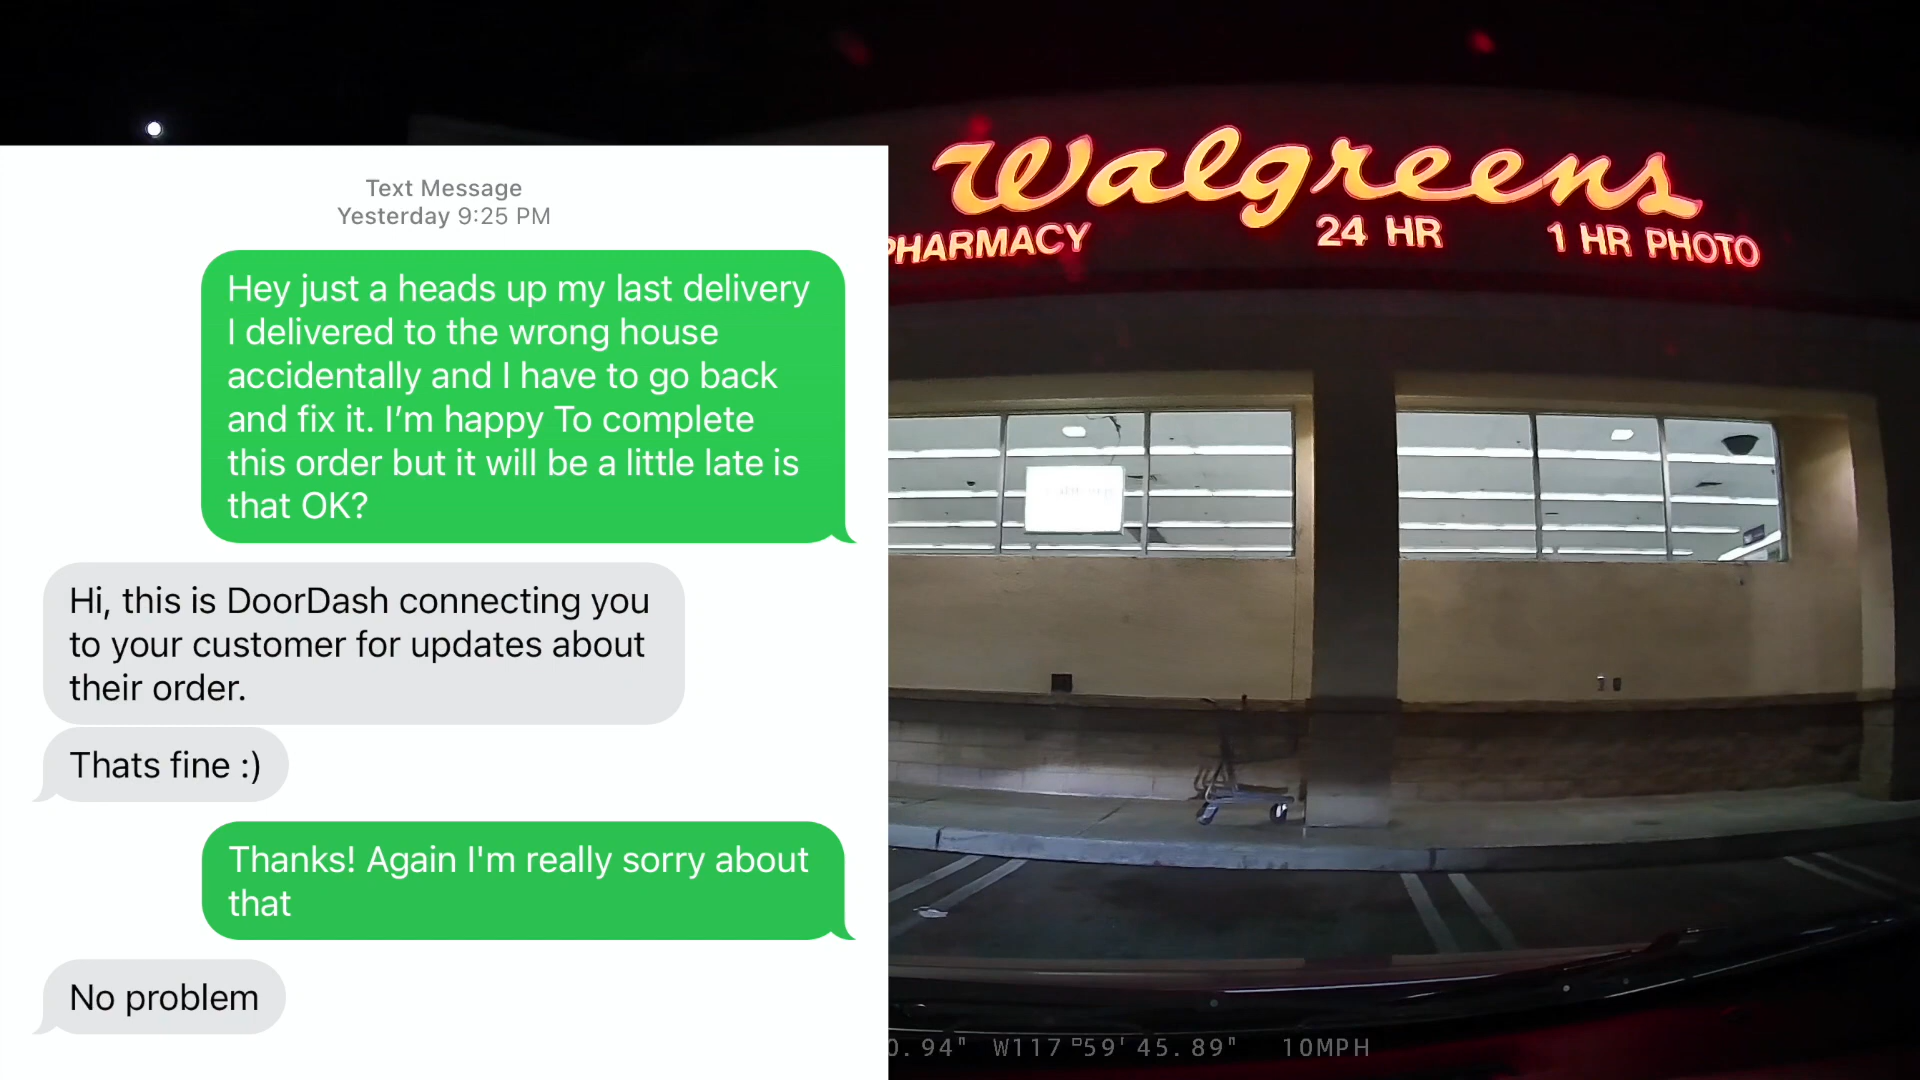 Text Message
Yesterday 9:25 PM
Hey just a heads up my last delivery
I delivered to the wrong house
accidentally and I have to go back
and fix it. I’m happy To complete
this order but it will be a little late is
that OK?
Hi, this is DoorDash connecting you
to your customer for updates about
their order.
Thats fine :)
Thanks! Again I'm really sorry about
that
No problem
Walgreens
PHARMACY 24 HR 1 HR PHOTO
0.94" W117°59'45.89" 10MPH